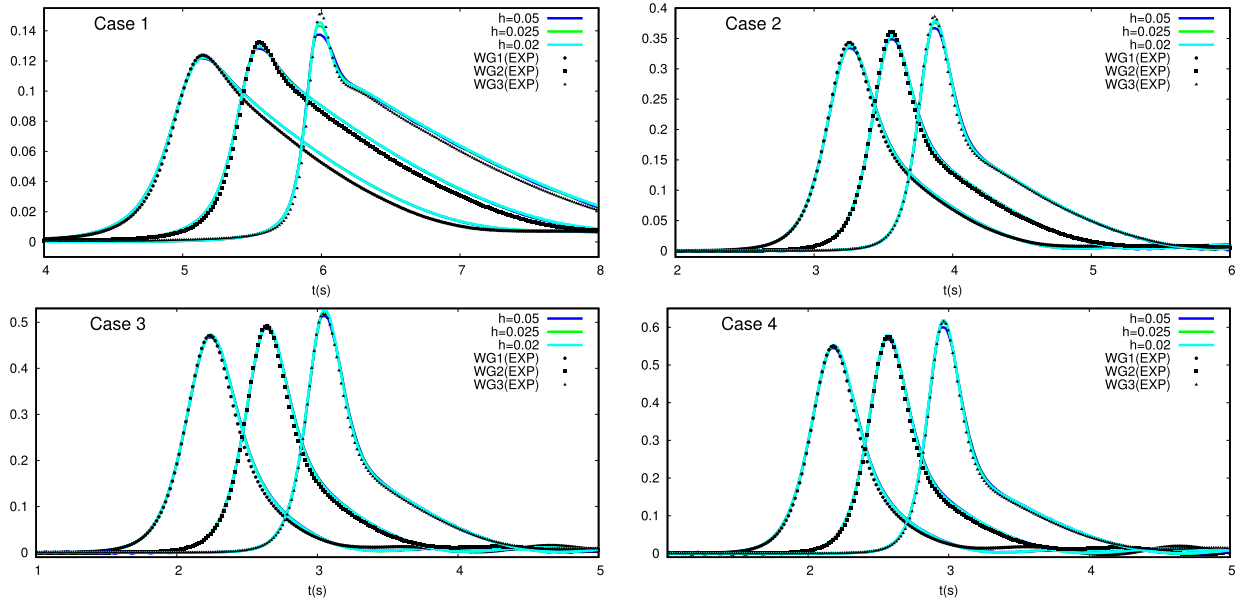 Case 1
h=0.05
h=0.025
h=0.02
WG1(EXP)
WG2(EXP)
WG3(EXP)
0.14
0.12
0.1
0.08
0.06
0.04
0.02
0
4 5 6 7 8
t(s)
Case 2
h=0.05
h=0.025
h=0.02
WG1(EXP)
WG2(EXP)
WG3(EXP)
0.4
0.35
0.3
0.25
0.2
0.15
0.1
0.05
0
2 3 4 5 6
t(s)
Case 3
h=0.05
h=0.025
h=0.02
WG1(EXP)
WG2(EXP)
WG3(EXP)
0.5
0.4
0.3
0.2
0.1
0
1 2 3 4 5
t(s)
Case 4
h=0.05
h=0.025
h=0.02
WG1(EXP)
WG2(EXP)
WG3(EXP)
0.6
0.5
0.4
0.3
0.2
0.1
0
2 3 4 5
t(s)